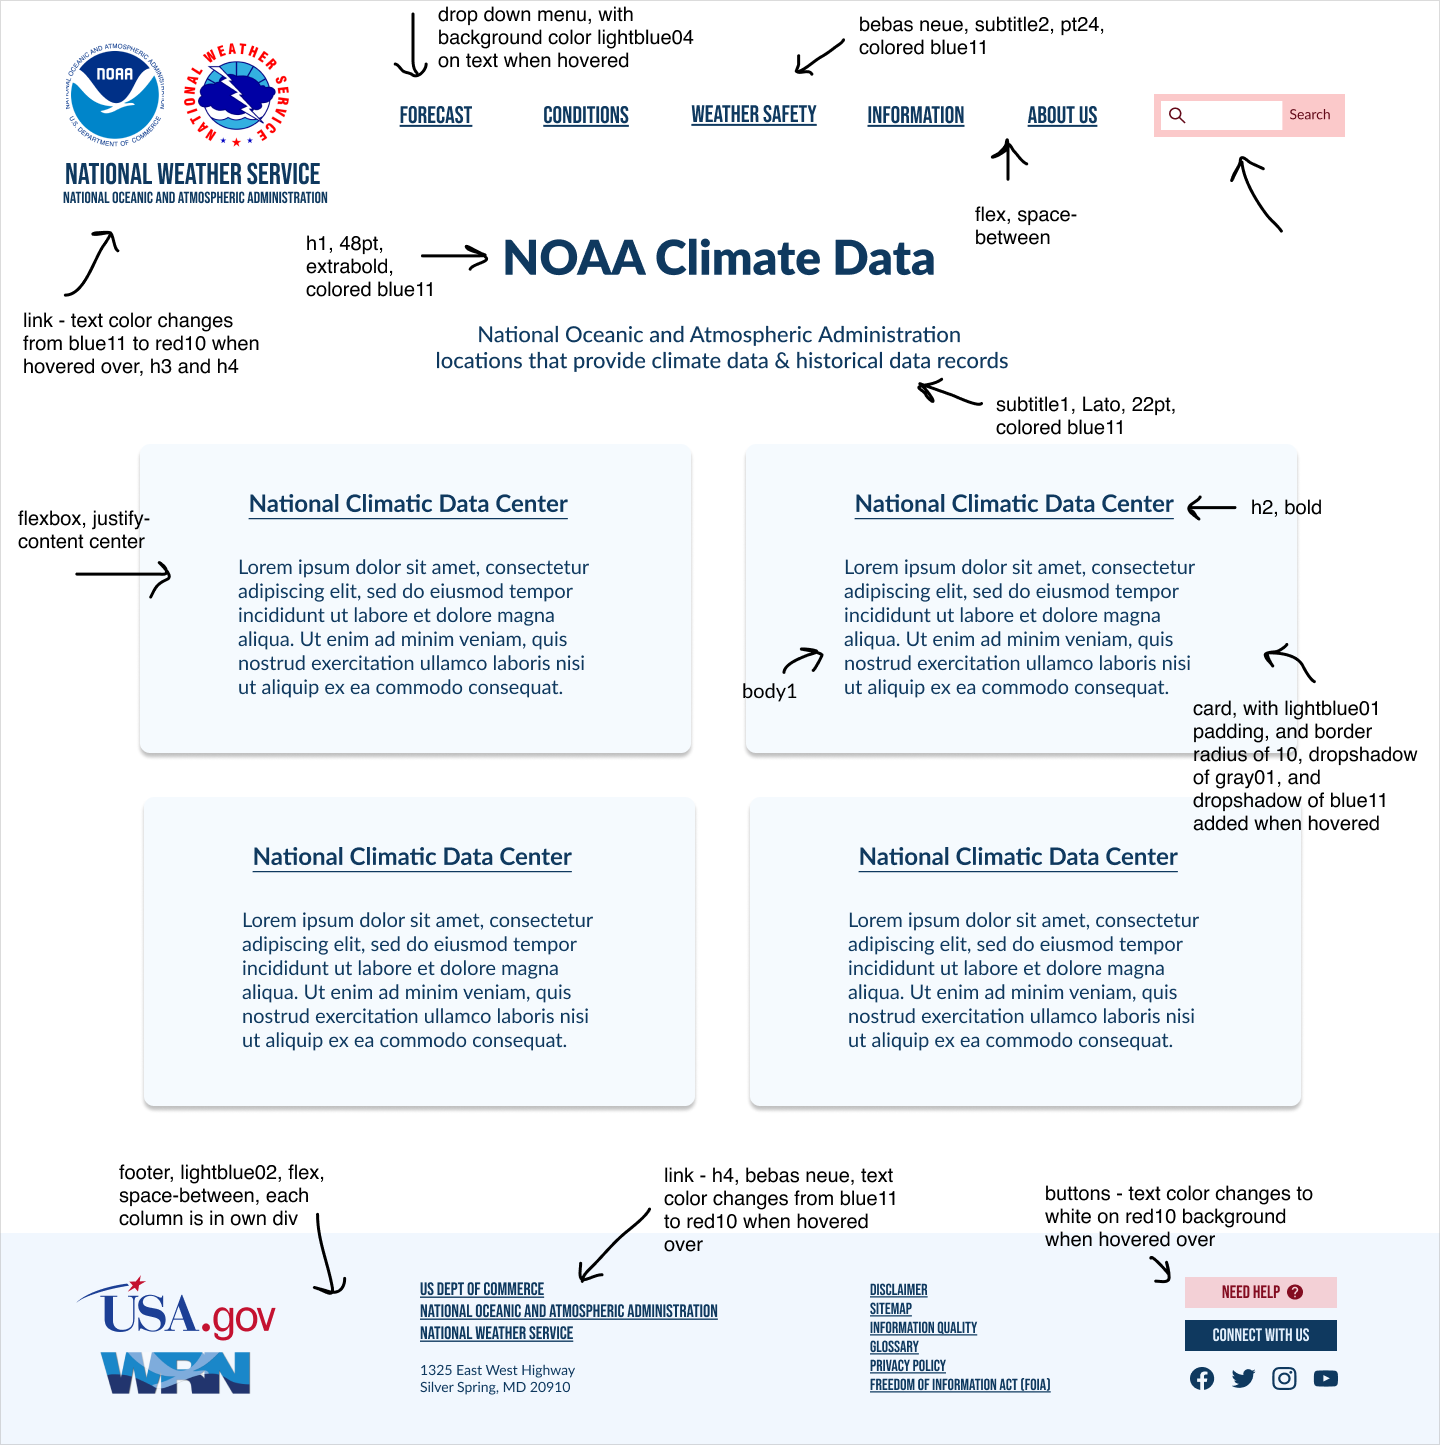 drop down menu, with
background color lightblue04
on text when hovered
bebas neue, subtitle2, pt24,
colored blue11
NATIONAL OCEANIC AND ATMOSPHERIC ADMINISTRATION
NOAA
U.S. DEPARTMENT OF COMMERCE
NATIONAL WEATHER SERVICE
NATIONAL WEATHER SERVICE
NATIONAL OCEANIC AND ATMOSPHERIC ADMINISTRATION
FORECAST
CONDITIONS
WEATHER SAFETY
INFORMATION
ABOUT US
Search
flex, space-
between
h1, 48pt,
extrabold,
colored blue11
NOAA Climate Data
link - text color changes
from blue11 to red10 when
hovered over, h3 and h4
National Oceanic and Atmospheric Administration
locations that provide climate data & historical data records
subtitle1, Lato, 22pt,
colored blue11
flexbox, justify-
content center
National Climatic Data Center
Lorem ipsum dolor sit amet, consectetur
adipiscing elit, sed do eiusmod tempor
incididunt ut labore et dolore magna
aliqua. Ut enim ad minim veniam, quis
nostrud exercitation ullamco laboris nisi
ut aliquip ex ea commodo consequat.
National Climatic Data Center
h2, bold
Lorem ipsum dolor sit amet, consectetur
adipiscing elit, sed do eiusmod tempor
incididunt ut labore et dolore magna
aliqua. Ut enim ad minim veniam, quis
nostrud exercitation ullamco laboris nisi
ut aliquip ex ea commodo consequat.
body1
card, with lightblue01
padding, and border
radius of 10, dropshadow
of gray01, and
dropshadow of blue11
added when hovered
National Climatic Data Center
Lorem ipsum dolor sit amet, consectetur
adipiscing elit, sed do eiusmod tempor
incididunt ut labore et dolore magna
aliqua. Ut enim ad minim veniam, quis
nostrud exercitation ullamco laboris nisi
ut aliquip ex ea commodo consequat.
National Climatic Data Center
Lorem ipsum dolor sit amet, consectetur
adipiscing elit, sed do eiusmod tempor
incididunt ut labore et dolore magna
aliqua. Ut enim ad minim veniam, quis
nostrud exercitation ullamco laboris nisi
ut aliquip ex ea commodo consequat.
footer, lightblue02, flex,
space-between, each
column is in own div
link - h4, bebas neue, text
color changes from blue11
to red10 when hovered
over
buttons - text color changes to
white on red10 background
when hovered over
USA.gov
WRN
US DEPT OF COMMERCE
NATIONAL OCEANIC AND ATMOSPHERIC ADMINISTRATION
NATIONAL WEATHER SERVICE
1325 East West Highway
Silver Spring, MD 20910
DISCLAIMER
SITEMAP
INFORMATION QUALITY
GLOSSARY
PRIVACY POLICY
FREEDOM OF INFORMATION ACT (FOIA)
NEED HELP ?
CONNECT WITH US